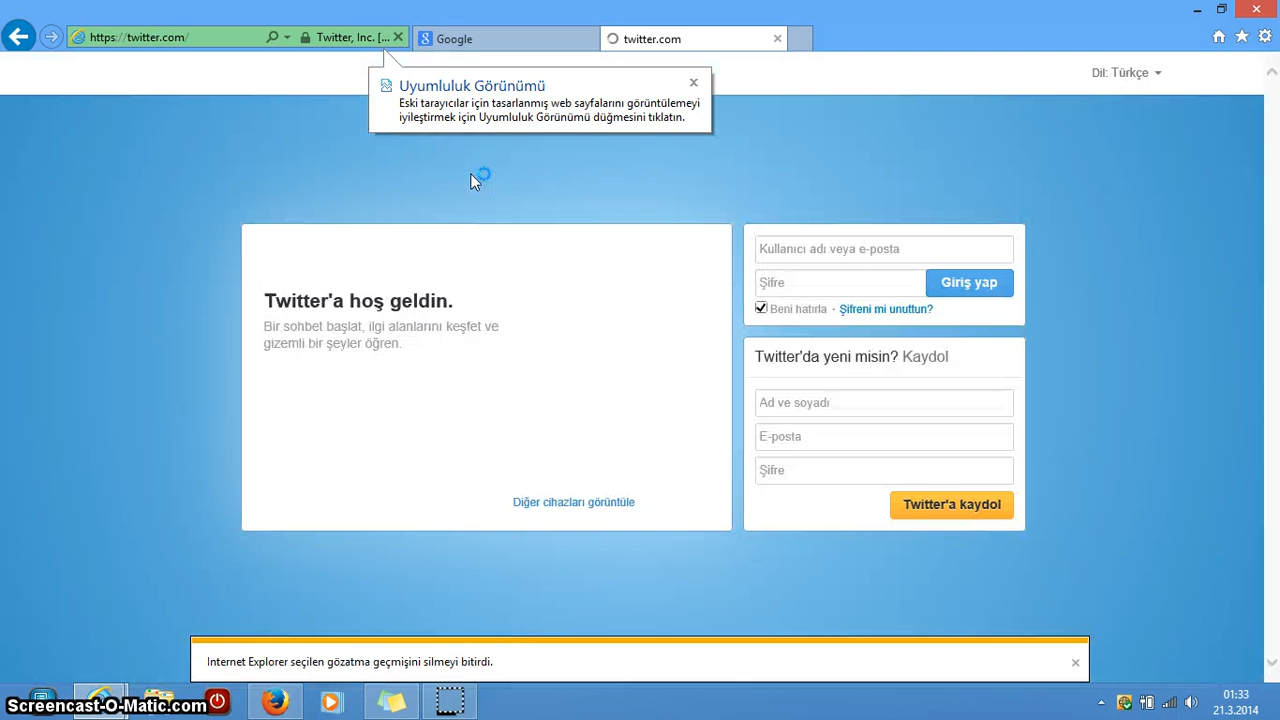 https://twitter.com/
Twitter, Inc. [...
Google
twitter.com
Dil: Türkçe
Uyumluluk Görünümü
Eski tarayıcılar için tasarlanmış web sayfalarını görüntülemeyi
iyileştirmek için Uyumluluk Görünümü düğmesini tıklatın.
Twitter'a hoş geldin.
Bir sohbet başlat, ilgi alanlarını keşfet ve
gizemli bir şeyler öğren.
Diğer cihazları görüntüle
Kullanıcı adı veya e-posta
Şifre
Giriş yap
Beni hatırla · Şifreni mi unuttun?
Twitter'da yeni misin? Kaydol
Ad ve soyadı
E-posta
Şifre
Twitter'a kaydol
Internet Explorer seçilen gözatma geçmişini silmeyi bitirdi.
Screencast-O-Matic.com
01:33
21.3.2014